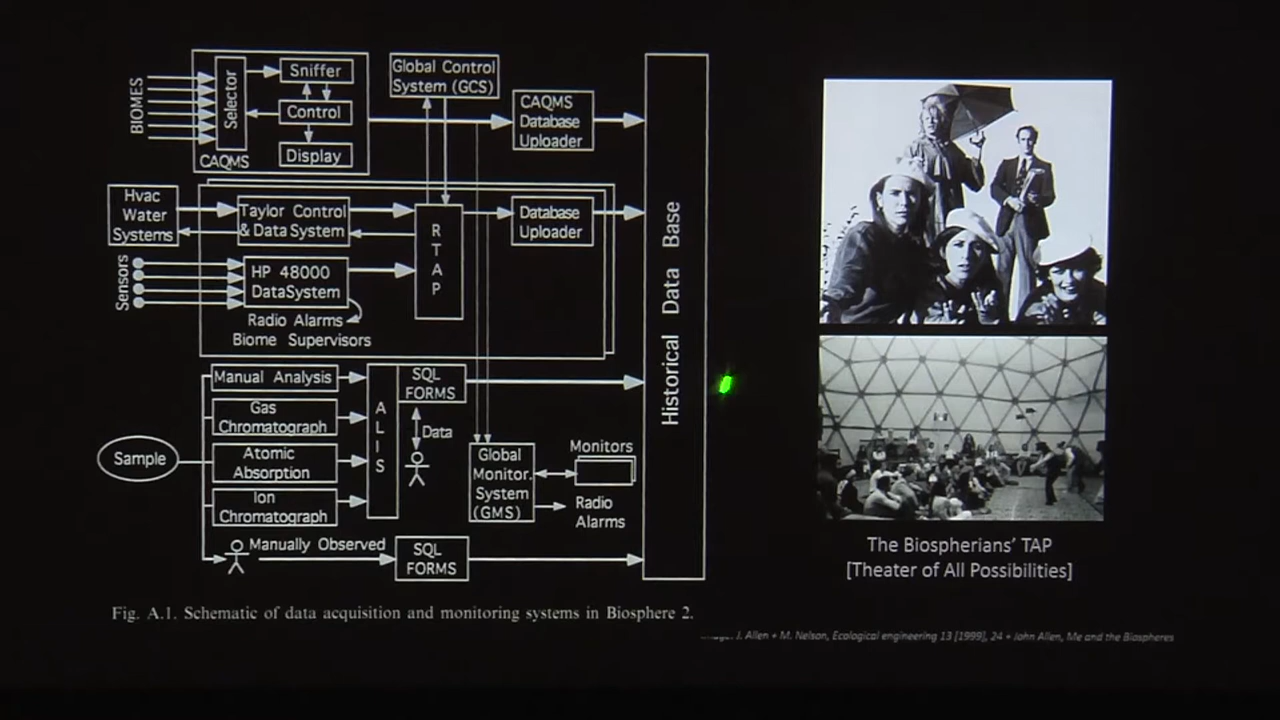 BIOMES
Selector
Sniffer
Control
Display
CAQMS
Global Control
System (GCS)
CAQMS
Database
Uploader
Hvac
Water
Systems
Taylor Control
& Data System
RTAP
Database
Uploader
Sensors
HP 48000
DataSystem
Radio Alarms
Biome Supervisors
Historical Data Base
Sample
Manual Analysis
Gas
Chromatograph
Atomic
Absorption
Ion
Chromatograph
ALIS
SQL
FORMS
Data
Global
Monitor.
System
(GMS)
Monitors
Radio
Alarms
Manually Observed
SQL
FORMS
Fig. A.1. Schematic of data acquisition and monitoring systems in Biosphere 2.
The Biospherians' TAP
[Theater of All Possibilities]
J. Allen + M. Nelson, Ecological engineering 13 [1999], 24 + John Allen, Me and the Biospheres